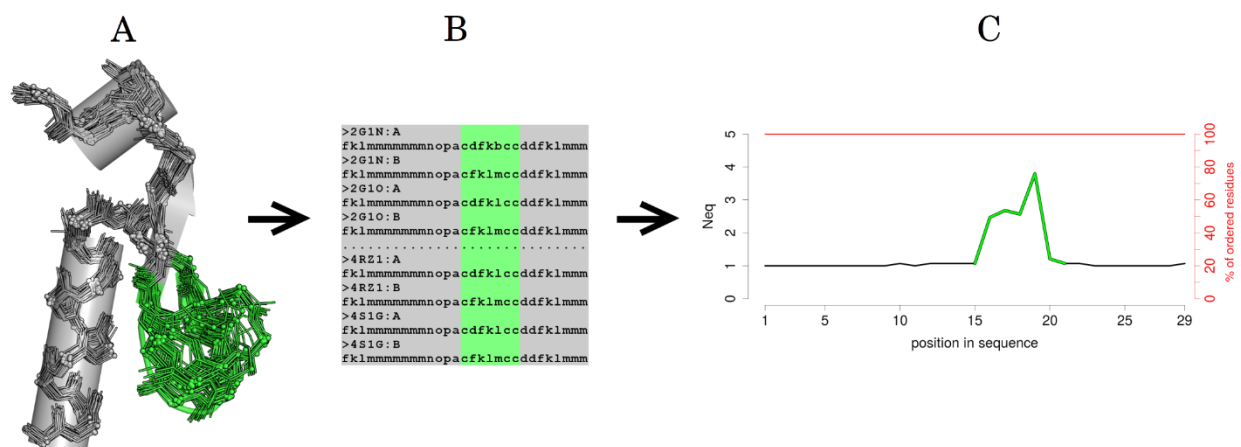 A
B
C
>2G1N:A
fklmmmmmmmnopacdfkbccddfklmmm
>2G1N:B
fklmmmmmmmnopacfklmccddfklmmm
>2G1O:A
fklmmmmmmmnopacdfklccddfklmmm
>2G1O:B
fklmmmmmmmnopacfklmccddfklmmm
.............................
>4RZ1:A
fklmmmmmmmnopacdfklccddfklmmm
>4RZ1:B
fklmmmmmmmnopacfklmccddfklmmm
>4S1G:A
fklmmmmmmmnopacdfklccddfklmmm
>4S1G:B
fklmmmmmmmnopacfklmccddfklmmm
Neq
0 1 2 3 4 5
1 5 10 15 20 25 29
position in sequence
0 20 40 60 80 100
% of ordered residues